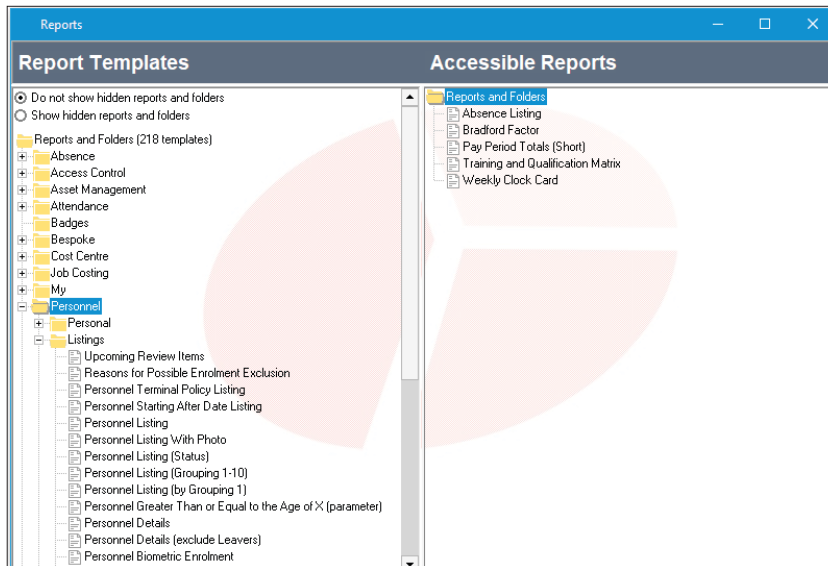 Reports
Report Templates
Accessible Reports
Do not show hidden reports and folders
Show hidden reports and folders
Reports and Folders (218 templates)
Absence
Access Control
Asset Management
Attendance
Badges
Bespoke
Cost Centre
Job Costing
My
Personnel
Personal
Listings
Upcoming Review Items
Reasons for Possible Enrolment Exclusion
Personnel Terminal Policy Listing
Personnel Starting After Date Listing
Personnel Listing
Personnel Listing With Photo
Personnel Listing (Status)
Personnel Listing (Grouping 1-10)
Personnel Listing (by Grouping 1)
Personnel Greater Than or Equal to the Age of X (parameter)
Personnel Details
Personnel Details (exclude Leavers)
Personnel Biometric Enrolment
Reports and Folders
Absence Listing
Bradford Factor
Pay Period Totals (Short)
Training and Qualification Matrix
Weekly Clock Card